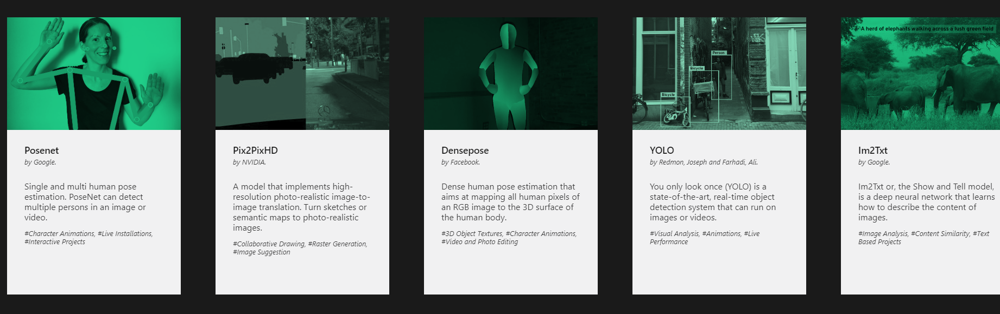 Posenet
by Google.
Single and multi human pose
estimation. PoseNet can detect
multiple persons in an image or
video.
#Character Animations, #Live Installations,
#Interactive Projects
Pix2PixHD
by NVIDIA.
A model that implements high-
resolution photo-realistic image-to-
image translation. Turn sketches or
semantic maps to photo-realistic
images.
#Collaborative Drawing, #Raster Generation,
#Image Suggestion
Densepose
by Facebook.
Dense human pose estimation that
aims at mapping all human pixels of
an RGB image to the 3D surface of
the human body.
#3D Object Textures, #Character Animations,
#Video and Photo Editing
Person
Bicycle
Bicycle
YOLO
by Redmon, Joseph and Farhadi, Ali.
You only look once (YOLO) is a
state-of-the-art, real-time object
detection system that can run on
images or videos.
#Visual Analysis, #Animations, #Live
Performance
A herd of elephants walking across a lush green field
Im2Txt
by Google.
Im2Txt or, the Show and Tell model,
is a deep neural network that learns
how to describe the content of
images.
#Image Analysis, #Content Similarity, #Text
Based Projects